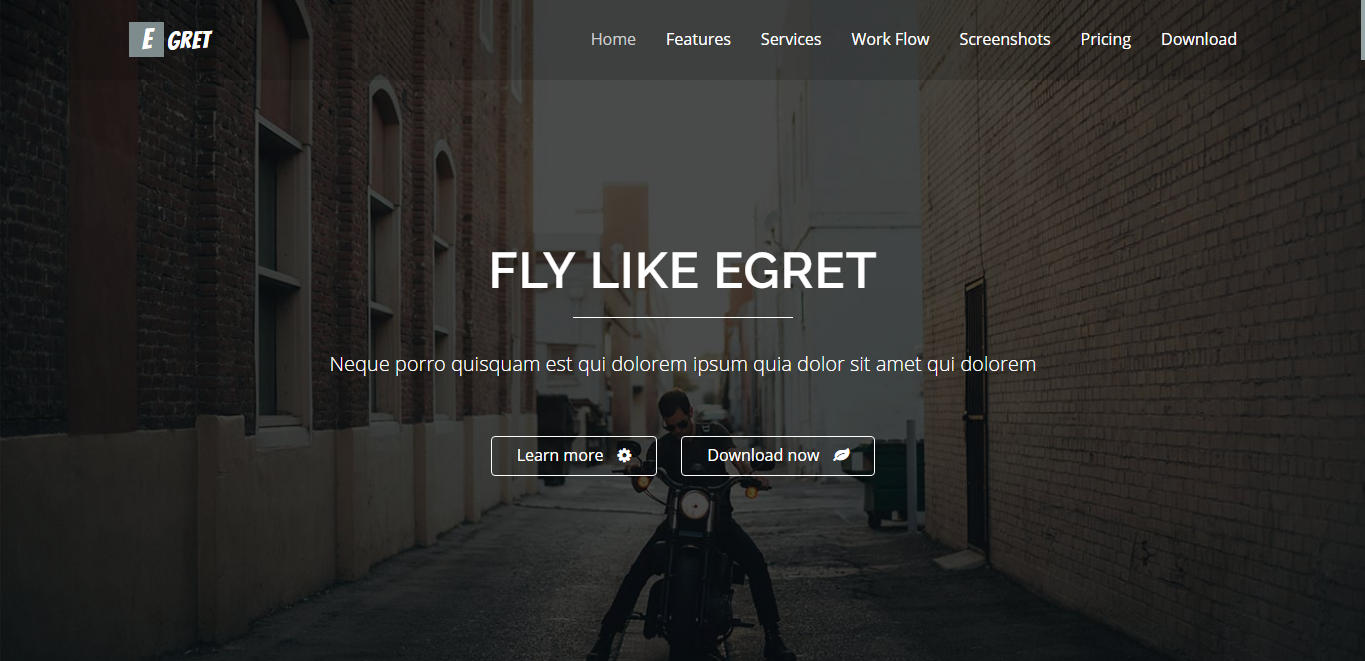 E GRET
Home Features Services Work Flow Screenshots Pricing Download
FLY LIKE EGRET
Neque porro quisquam est qui dolorem ipsum quia dolor sit amet qui dolorem
Learn more Download now